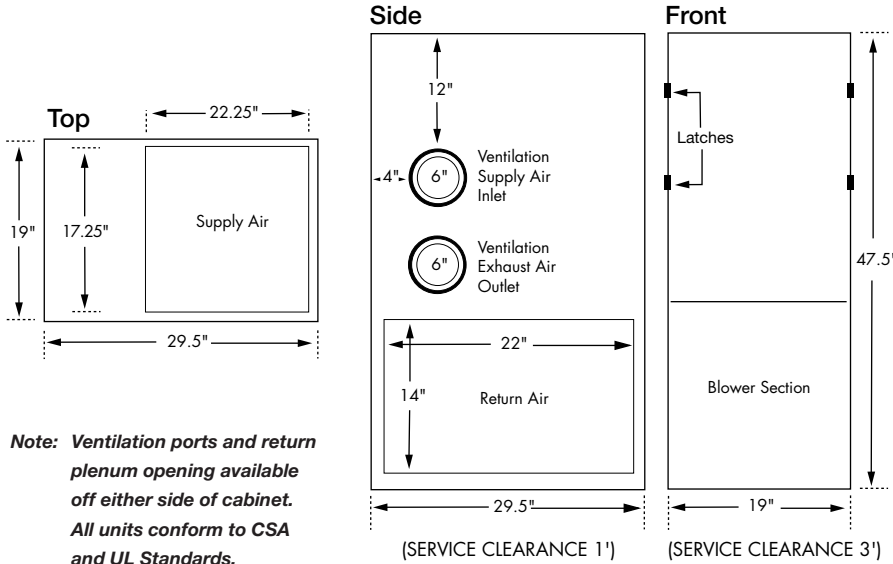 Top
22.25"
Supply Air
19"
17.25"
29.5"
Note: Ventilation ports and return
plenum opening available
off either side of cabinet.
All units conform to CSA
and UL Standards.
Side
12"
4"
6"
Ventilation
Supply Air
Inlet
6"
Ventilation
Exhaust Air
Outlet
22"
14"
Return Air
29.5"
(SERVICE CLEARANCE 1')
Front
Latches
47.5"
Blower Section
19"
(SERVICE CLEARANCE 3')